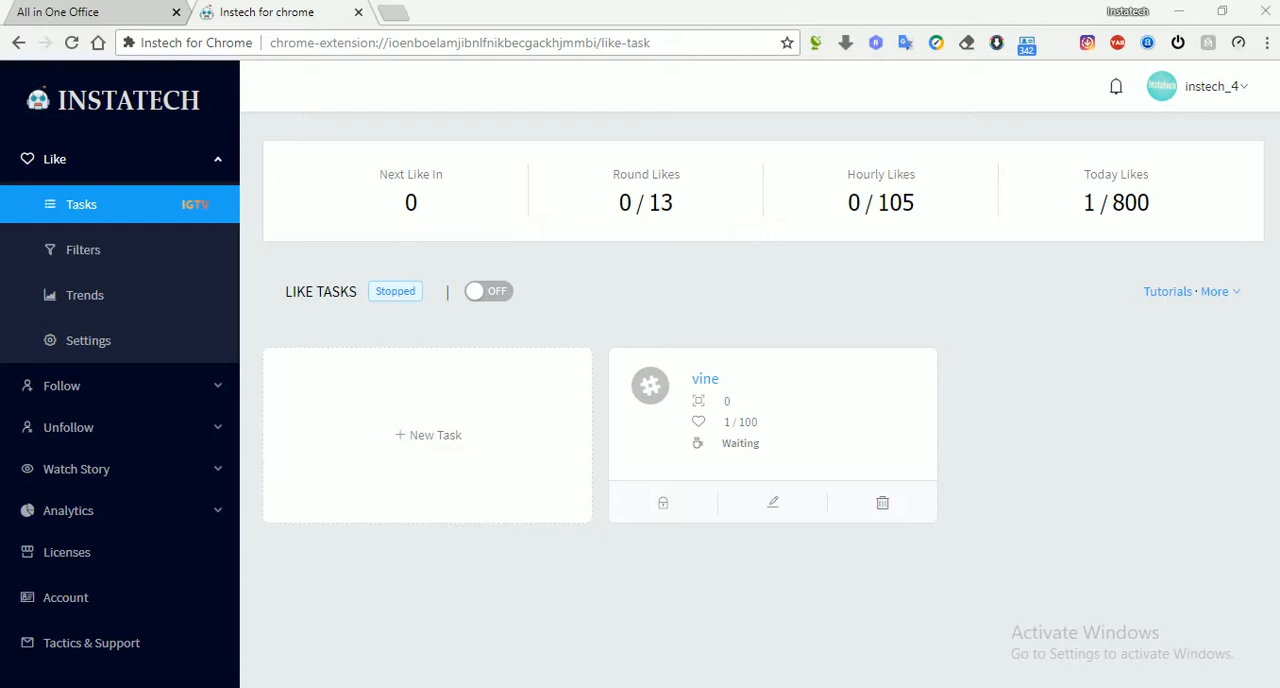 All in One Office
Instech for chrome
Instatech
Instech for Chrome
chrome-extension://ioenboelamjibnlfnikbecgackhjmmbi/like-task
342
YAB
INSTATECH
instech_4
Like
Tasks IGTV
Filters
Trends
Settings
Follow
Unfollow
Watch Story
Analytics
Licenses
Account
Tactics & Support
Next Like In
0
Round Likes
0 / 13
Hourly Likes
0 / 105
Today Likes
1 / 800
LIKE TASKS Stopped | OFF
Tutorials · More
+ New Task
vine
0
1 / 100
Waiting
Activate Windows
Go to Settings to activate Windows.